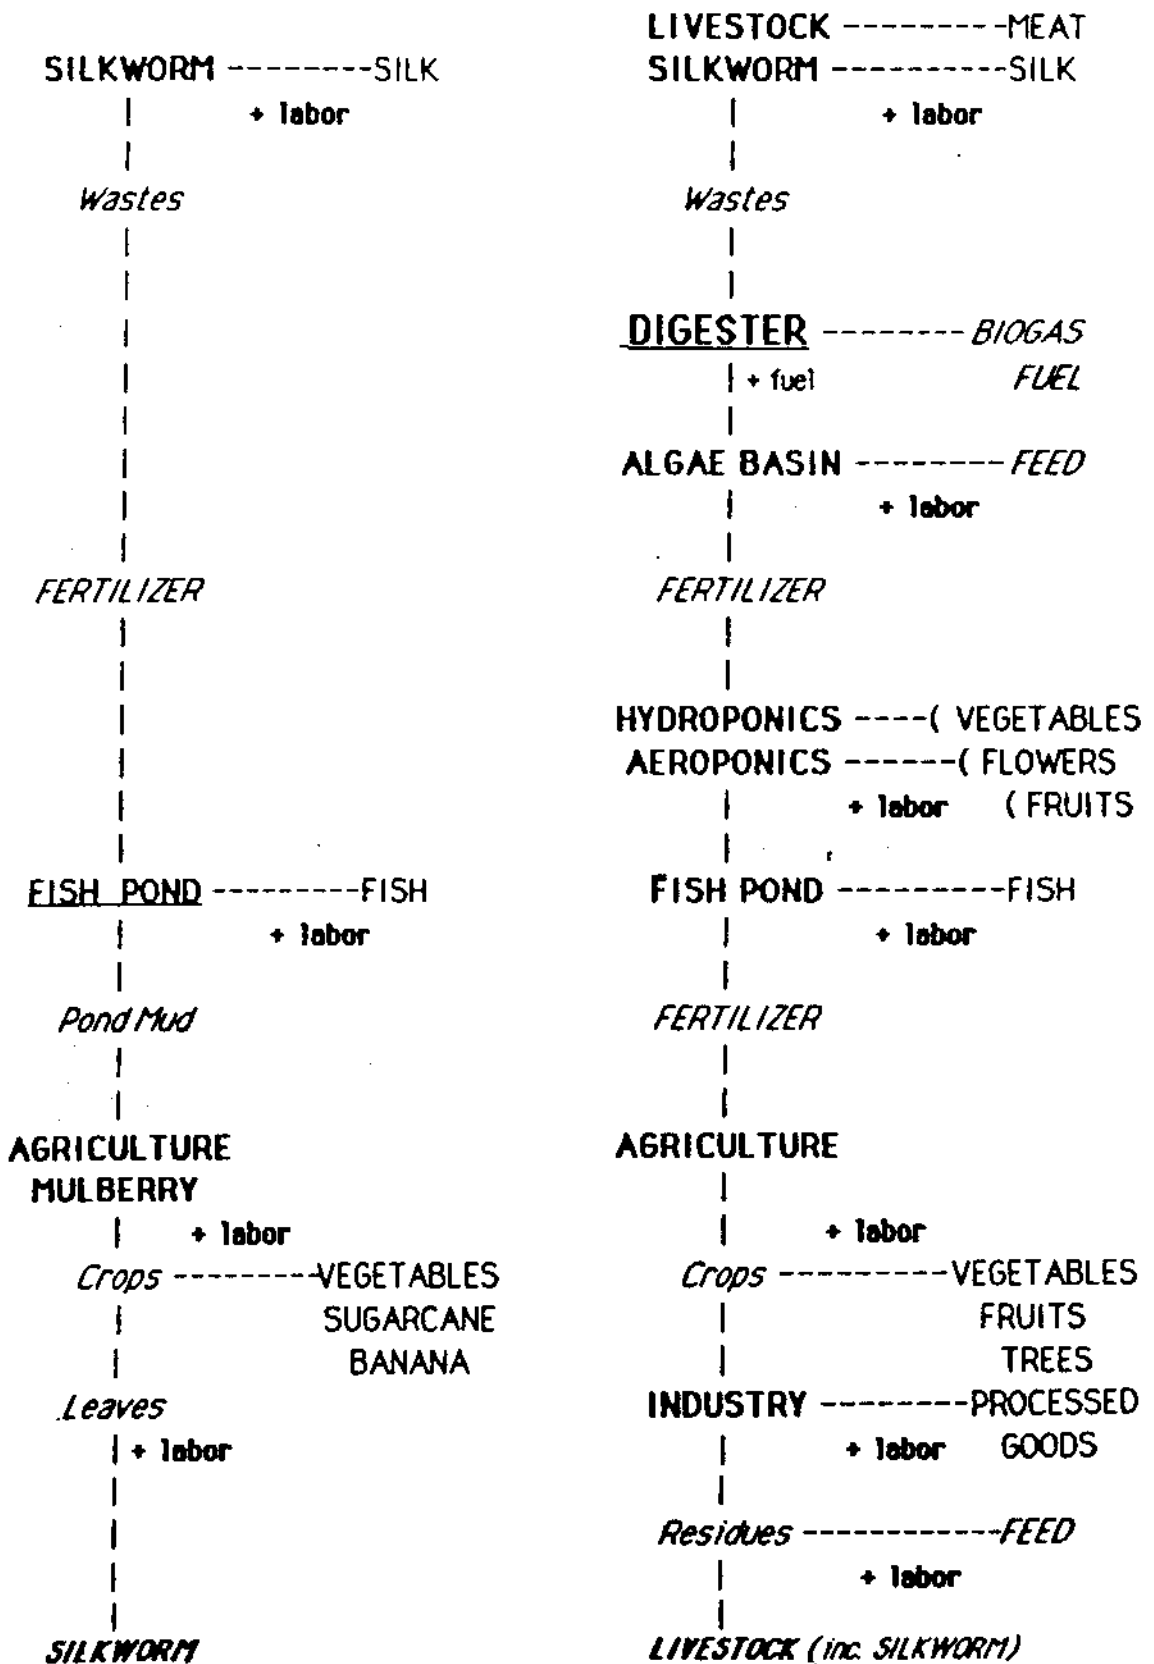 SILKWORM --------SILK
+ labor
Wastes
FERTILIZER
FISH POND ---------FISH
+ labor
Pond Mud
AGRICULTURE
MULBERRY
+ labor
Crops ---------VEGETABLES
SUGARCANE
BANANA
Leaves
+ labor
SILKWORM
LIVESTOCK ---------MEAT
SILKWORM ----------SILK
+ labor
Wastes
DIGESTER -------- BIOGAS
+ fuel FUEL
ALGAE BASIN -------- FEED
+ labor
FERTILIZER
HYDROPONICS ----( VEGETABLES
AEROPONICS ------( FLOWERS
+ labor ( FRUITS
FISH POND ---------FISH
+ labor
FERTILIZER
AGRICULTURE
+ labor
Crops ---------VEGETABLES
FRUITS
TREES
INDUSTRY -------PROCESSED
+ labor GOODS
Residues -----------FEED
+ labor
LIVESTOCK (inc. SILKWORM)